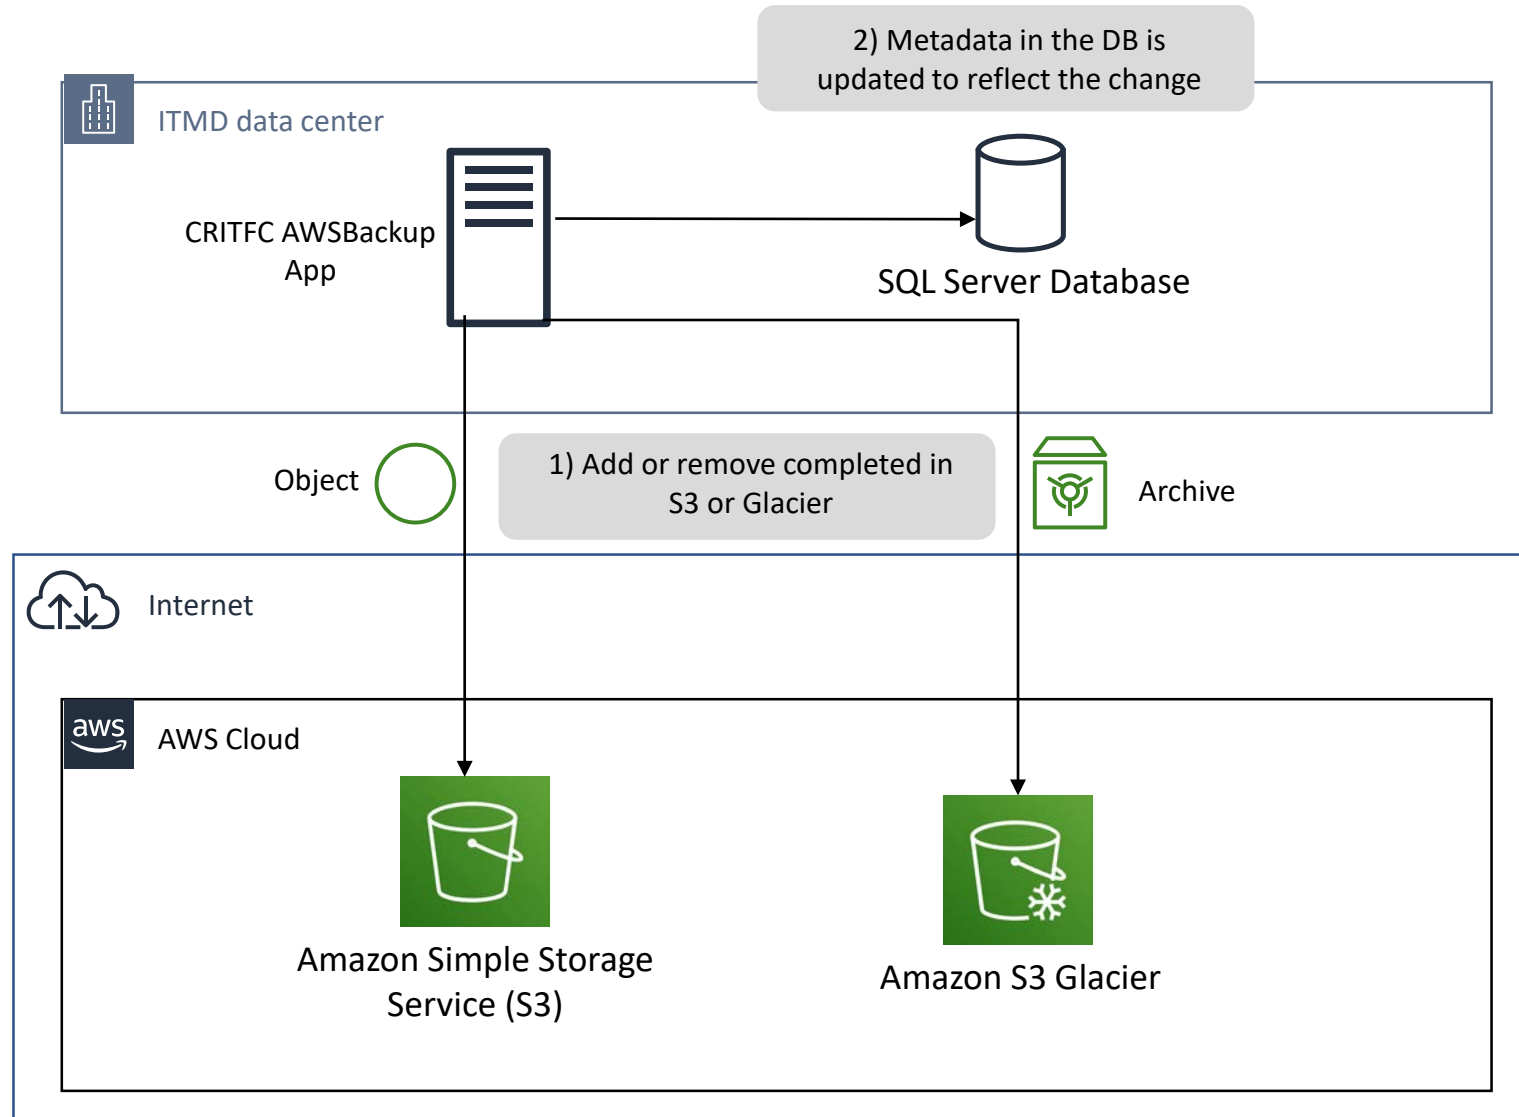 2) Metadata in the DB is
updated to reflect the change
ITMD data center
CRITFC AWSBackup
App
SQL Server Database
Object
1) Add or remove completed in
S3 or Glacier
Archive
Internet
aws
AWS Cloud
Amazon Simple Storage
Service (S3)
Amazon S3 Glacier